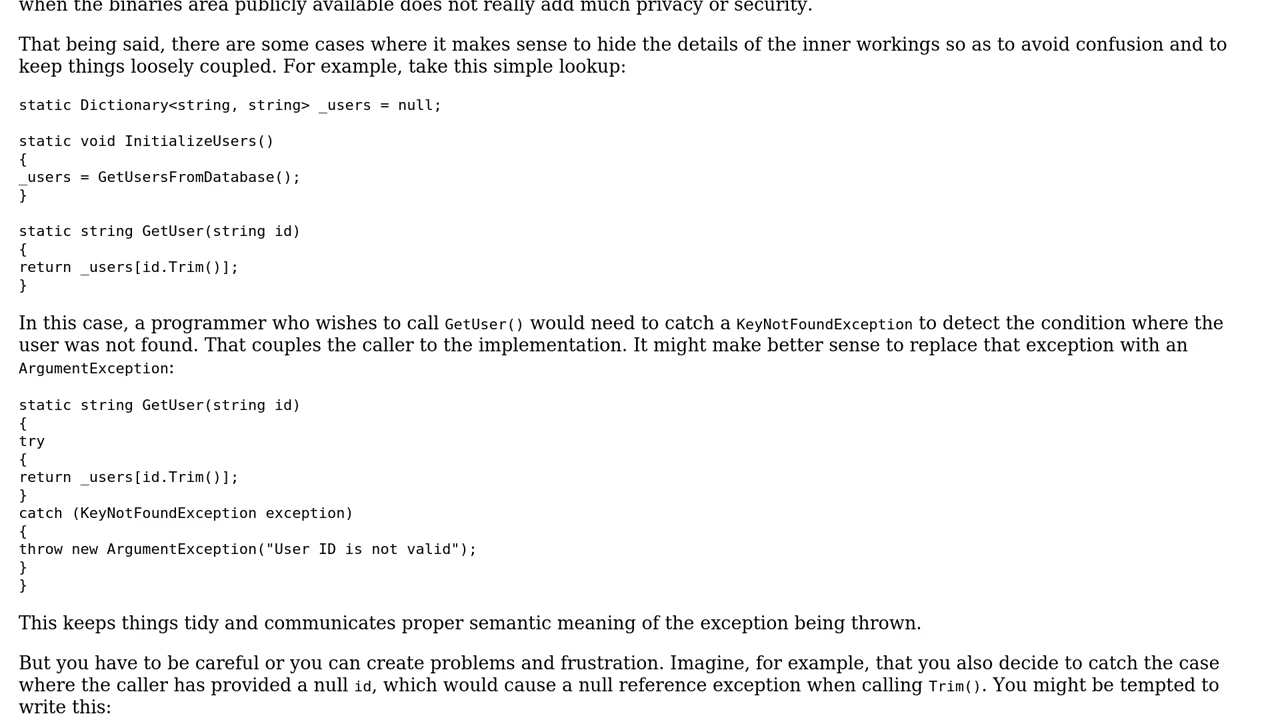 when the binaries area publicly available does not really add much privacy or security.
That being said, there are some cases where it makes sense to hide the details of the inner workings so as to avoid confusion and to
keep things loosely coupled. For example, take this simple lookup:
static Dictionary<string, string> _users = null;
static void InitializeUsers()
{
_users = GetUsersFromDatabase();
}
static string GetUser(string id)
{
return _users[id.Trim()];
}
In this case, a programmer who wishes to call GetUser() would need to catch a KeyNotFoundException to detect the condition where the
user was not found. That couples the caller to the implementation. It might make better sense to replace that exception with an
ArgumentException:
static string GetUser(string id)
{
try
{
return _users[id.Trim()];
}
catch (KeyNotFoundException exception)
{
throw new ArgumentException("User ID is not valid");
}
}
This keeps things tidy and communicates proper semantic meaning of the exception being thrown.
But you have to be careful or you can create problems and frustration. Imagine, for example, that you also decide to catch the case
where the caller has provided a null id, which would cause a null reference exception when calling Trim(). You might be tempted to
write this: